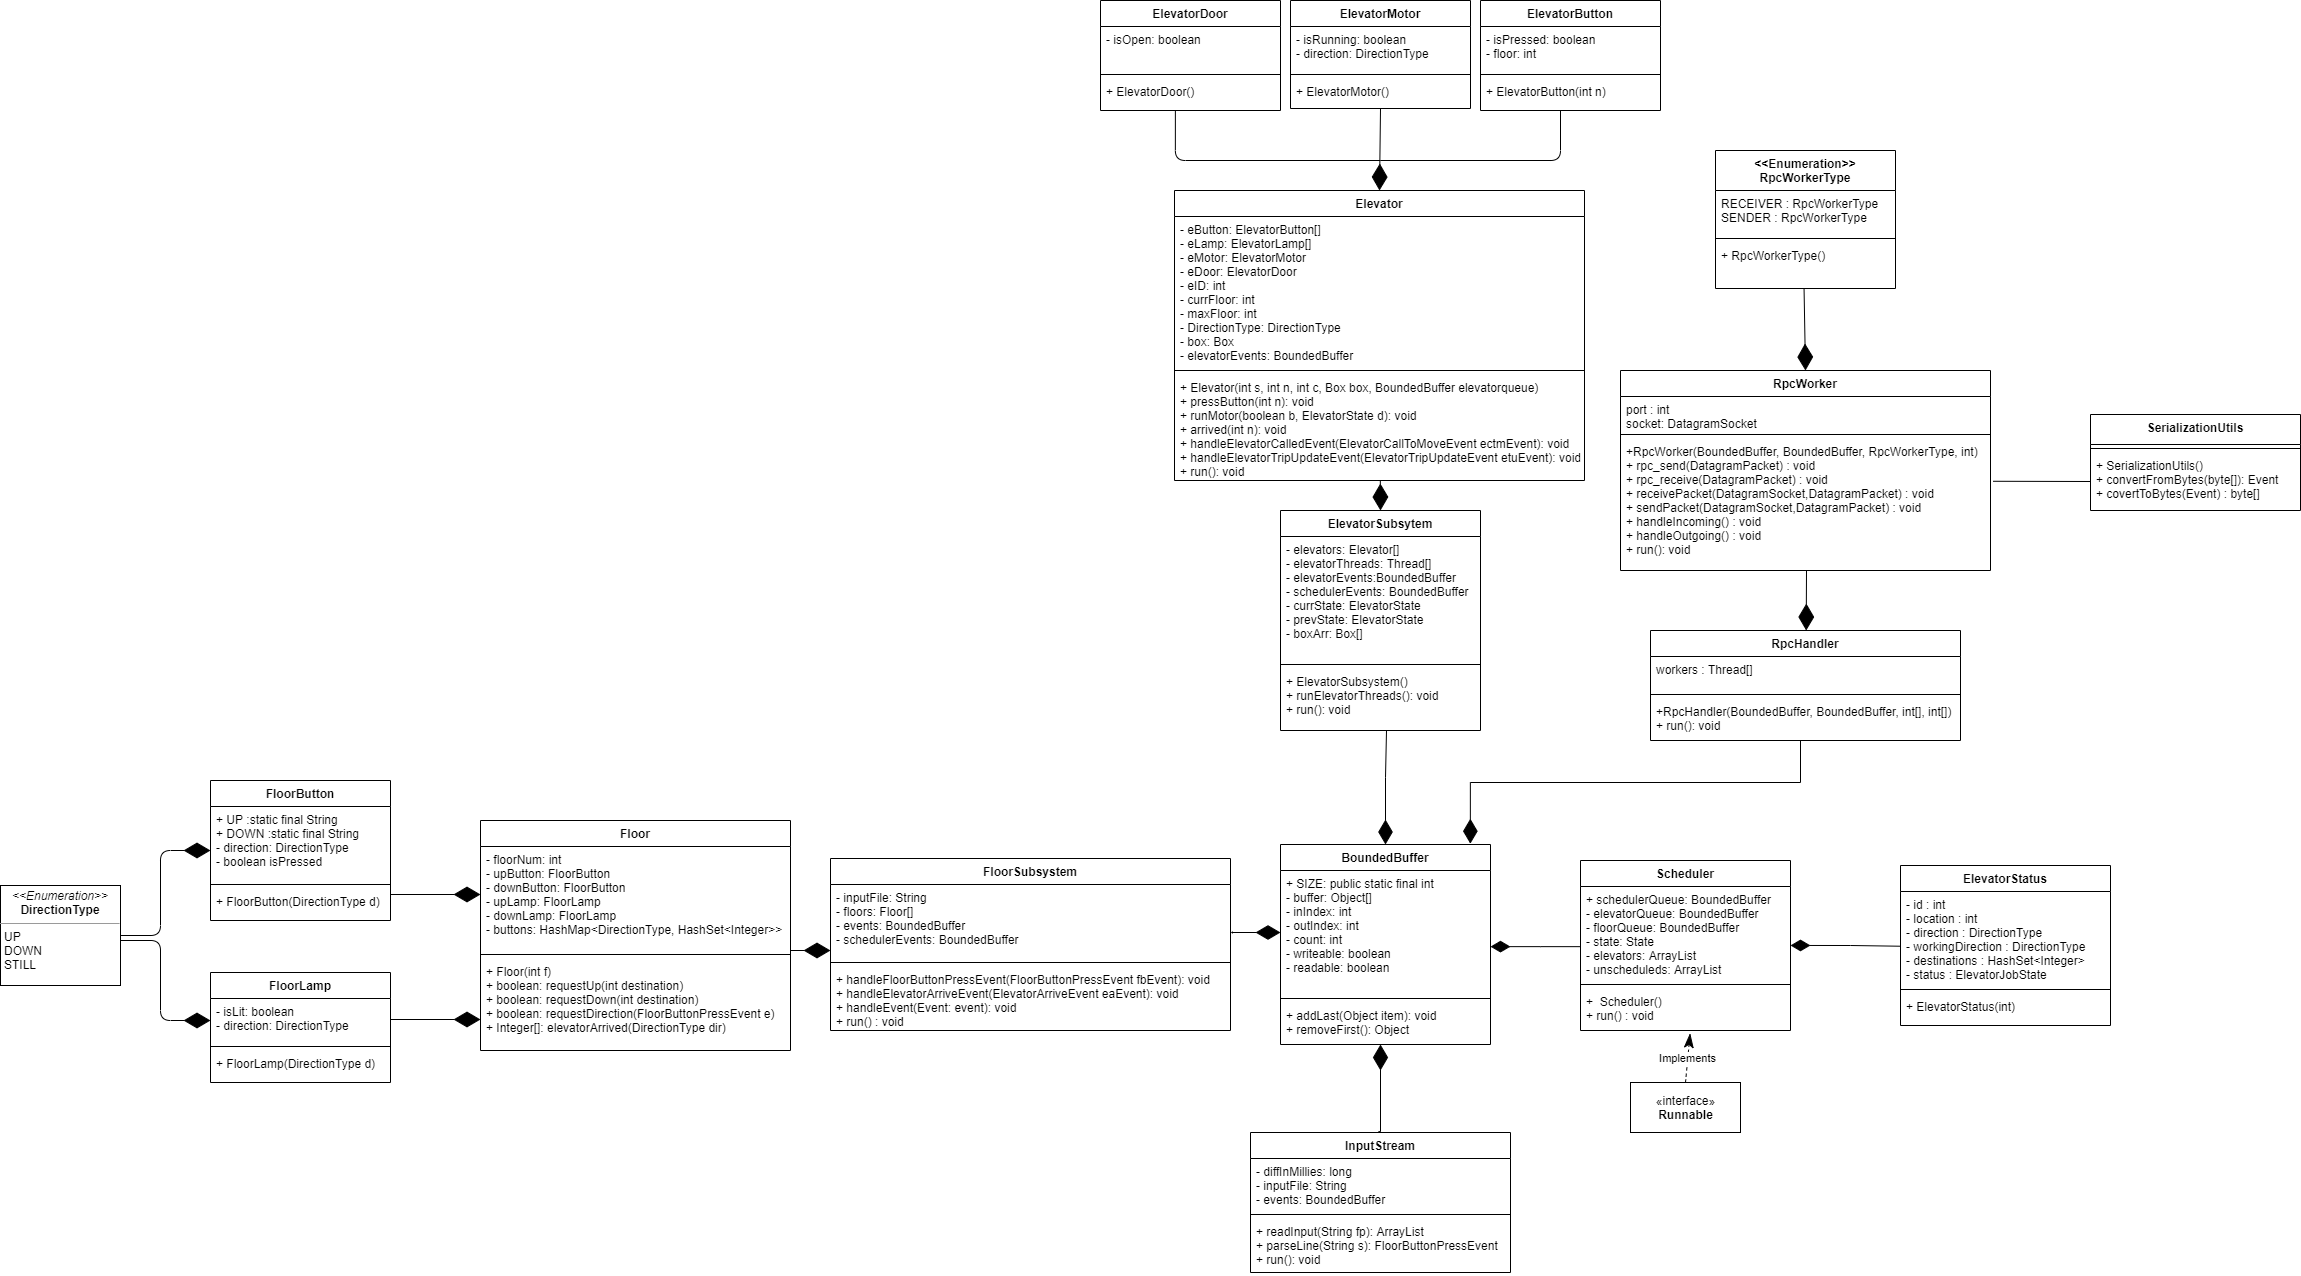 ElevatorDoor
- isOpen: boolean
+ ElevatorDoor()
ElevatorMotor
- isRunning: boolean
- direction: DirectionType
+ ElevatorMotor()
ElevatorButton
- isPressed: boolean
- floor: int
+ ElevatorButton(int n)
<<Enumeration>>
RpcWorkerType
RECEIVER : RpcWorkerType
SENDER : RpcWorkerType
+ RpcWorkerType()
Elevator
- eButton: ElevatorButton[]
- eLamp: ElevatorLamp[]
- eMotor: ElevatorMotor
- eDoor: ElevatorDoor
- eID: int
- currFloor: int
- maxFloor: int
- DirectionType: DirectionType
- box: Box
- elevatorEvents: BoundedBuffer
+ Elevator(int s, int n, int c, Box box, BoundedBuffer elevatorqueue)
+ pressButton(int n): void
+ runMotor(boolean b, ElevatorState d): void
+ arrived(int n): void
+ handleElevatorCalledEvent(ElevatorCallToMoveEvent ectmEvent): void
+ handleElevatorTripUpdateEvent(ElevatorTripUpdateEvent etuEvent): void
+ run(): void
RpcWorker
port : int
socket: DatagramSocket
+RpcWorker(BoundedBuffer, BoundedBuffer, RpcWorkerType, int)
+ rpc_send(DatagramPacket) : void
+ rpc_receive(DatagramPacket) : void
+ receivePacket(DatagramSocket,DatagramPacket) : void
+ sendPacket(DatagramSocket,DatagramPacket) : void
+ handleIncoming() : void
+ handleOutgoing() : void
+ run(): void
SerializationUtils
+ SerializationUtils()
+ convertFromBytes(byte[]): Event
+ covertToBytes(Event) : byte[]
ElevatorSubsytem
- elevators: Elevator[]
- elevatorThreads: Thread[]
- elevatorEvents:BoundedBuffer
- schedulerEvents: BoundedBuffer
- currState: ElevatorState
- prevState: ElevatorState
- boxArr: Box[]
+ ElevatorSubsystem()
+ runElevatorThreads(): void
+ run(): void
RpcHandler
workers : Thread[]
+RpcHandler(BoundedBuffer, BoundedBuffer, int[], int[])
+ run(): void
<<Enumeration>>
DirectionType
UP
DOWN
STILL
FloorButton
+ UP :static final String
+ DOWN :static final String
- direction: DirectionType
- boolean isPressed
+ FloorButton(DirectionType d)
FloorLamp
- isLit: boolean
- direction: DirectionType
+ FloorLamp(DirectionType d)
Floor
- floorNum: int
- upButton: FloorButton
- downButton: FloorButton
- upLamp: FloorLamp
- downLamp: FloorLamp
- buttons: HashMap<DirectionType, HashSet<Integer>>
+ Floor(int f)
+ boolean: requestUp(int destination)
+ boolean: requestDown(int destination)
+ boolean: requestDirection(FloorButtonPressEvent e)
+ Integer[]: elevatorArrived(DirectionType dir)
FloorSubsystem
- inputFile: String
- floors: Floor[]
- events: BoundedBuffer
- schedulerEvents: BoundedBuffer
+ handleFloorButtonPressEvent(FloorButtonPressEvent fbEvent): void
+ handleElevatorArriveEvent(ElevatorArriveEvent eaEvent): void
+ handleEvent(Event: event): void
+ run() : void
BoundedBuffer
+ SIZE: public static final int
- buffer: Object[]
- inIndex: int
- outIndex: int
- count: int
- writeable: boolean
- readable: boolean
+ addLast(Object item): void
+ removeFirst(): Object
Scheduler
+ schedulerQueue: BoundedBuffer
- elevatorQueue: BoundedBuffer
- floorQueue: BoundedBuffer
- state: State
- elevators: ArrayList
- unscheduleds: ArrayList
+ Scheduler()
+ run() : void
ElevatorStatus
- id : int
- location : int
- direction : DirectionType
- workingDirection : DirectionType
- destinations : HashSet<Integer>
- status : ElevatorJobState
+ ElevatorStatus(int)
Implements
«interface»
Runnable
InputStream
- diffInMillies: long
- inputFile: String
- events: BoundedBuffer
+ readInput(String fp): ArrayList
+ parseLine(String s): FloorButtonPressEvent
+ run(): void